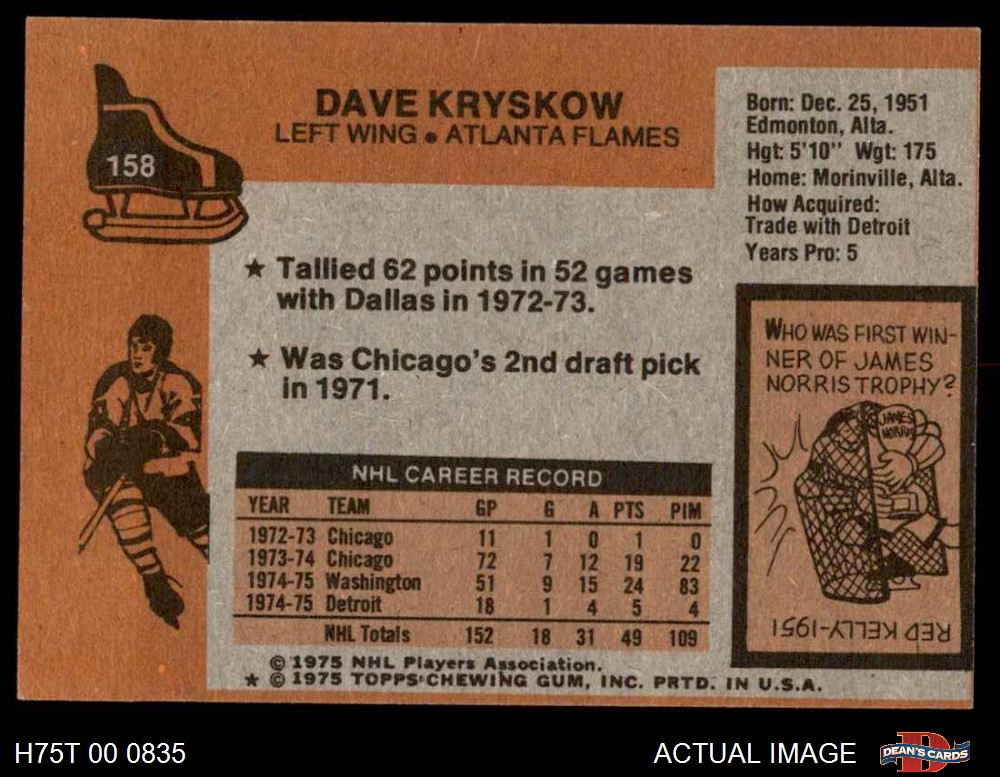 158
DAVE KRYSKOW
LEFT WING • ATLANTA FLAMES
Born: Dec. 25, 1951
Edmonton, Alta.
Hgt: 5'10" Wgt: 175
Home: Morinville, Alta.
How Acquired:
Trade with Detroit
Years Pro: 5
★ Tallied 62 points in 52 games
with Dallas in 1972-73.
★ Was Chicago's 2nd draft pick
in 1971.
WHO WAS FIRST WIN-
NER OF JAMES
NORRIS TROPHY?
JAMES
NORRIS
RED KELLY-1951
NHL CAREER RECORD
YEAR TEAM GP G A PTS PIM
1972-73 Chicago 11 1 0 1 0
1973-74 Chicago 72 7 12 19 22
1974-75 Washington 51 9 15 24 83
1974-75 Detroit 18 1 4 5 4
NHL Totals 152 18 31 49 109
© 1975 NHL Players Association.
★ © 1975 TOPPS CHEWING GUM, INC. PRTD. IN U.S.A.
H75T 00 0835
ACTUAL IMAGE
D
DEAN'S CARDS